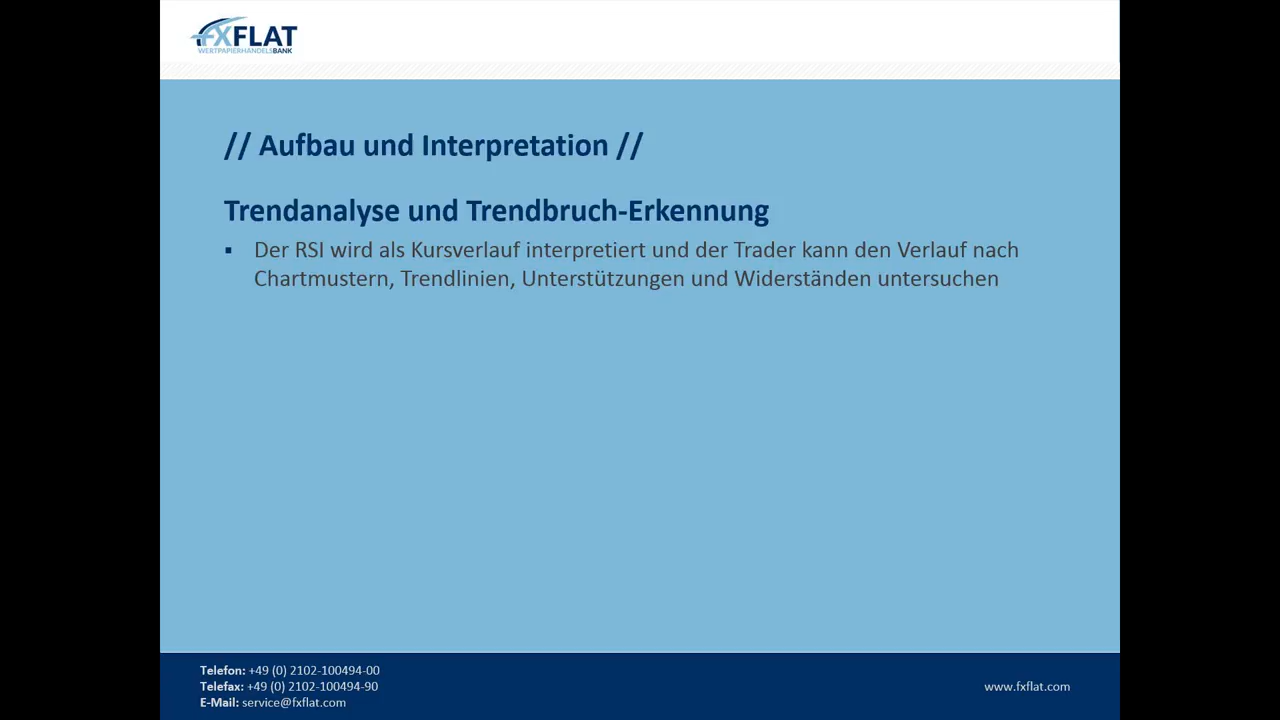 FXFLAT
WERTPAPIERHANDELSBANK
// Aufbau und Interpretation //
Trendanalyse und Trendbruch-Erkennung
▪ Der RSI wird als Kursverlauf interpretiert und der Trader kann den Verlauf nach
Chartmustern, Trendlinien, Unterstützungen und Widerständen untersuchen
Telefon: +49 (0) 2102-100494-00
Telefax: +49 (0) 2102-100494-90
E-Mail: service@fxflat.com
www.fxflat.com